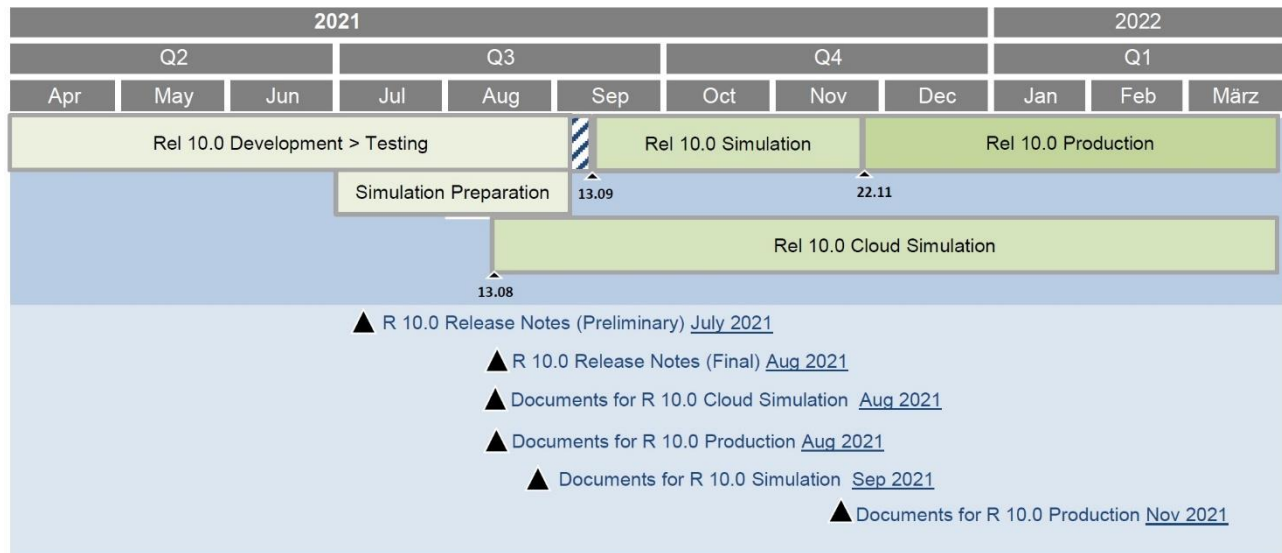 2021 2022
Q2 Q3 Q4 Q1
Apr May Jun Jul Aug Sep Oct Nov Dec Jan Feb März
Rel 10.0 Development > Testing Rel 10.0 Simulation Rel 10.0 Production
Simulation Preparation 13.09 22.11
Rel 10.0 Cloud Simulation
13.08
R 10.0 Release Notes (Preliminary) July 2021
R 10.0 Release Notes (Final) Aug 2021
Documents for R 10.0 Cloud Simulation Aug 2021
Documents for R 10.0 Production Aug 2021
Documents for R 10.0 Simulation Sep 2021
Documents for R 10.0 Production Nov 2021